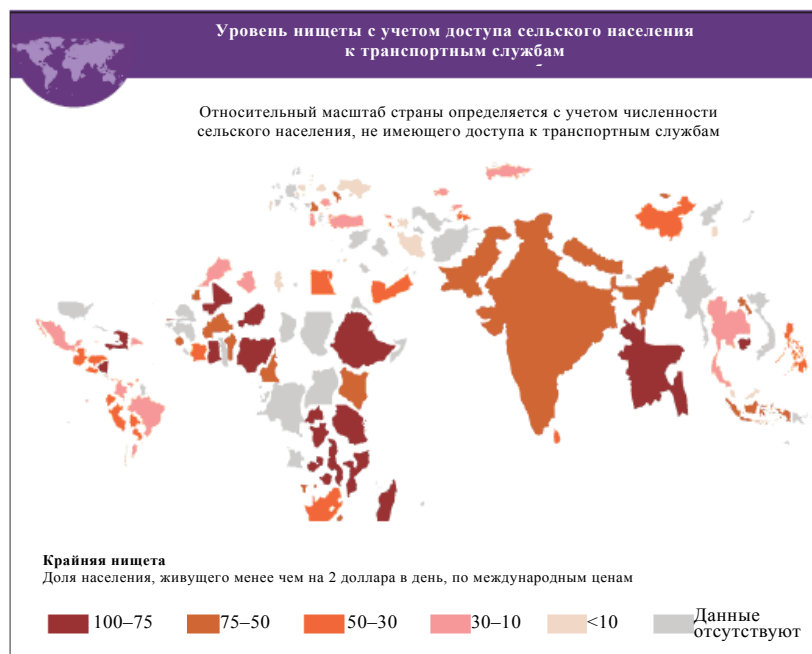 Уровень нищеты с учетом доступа сельского населения
к транспортным службам
Относительный масштаб страны определяется с учетом численности
сельского населения, не имеющего доступа к транспортным службам
Крайняя нищета
Доля населения, живущего менее чем на 2 доллара в день, по международным ценам
100–75
75–50
50–30
30–10
<10
Данные
отсутствуют